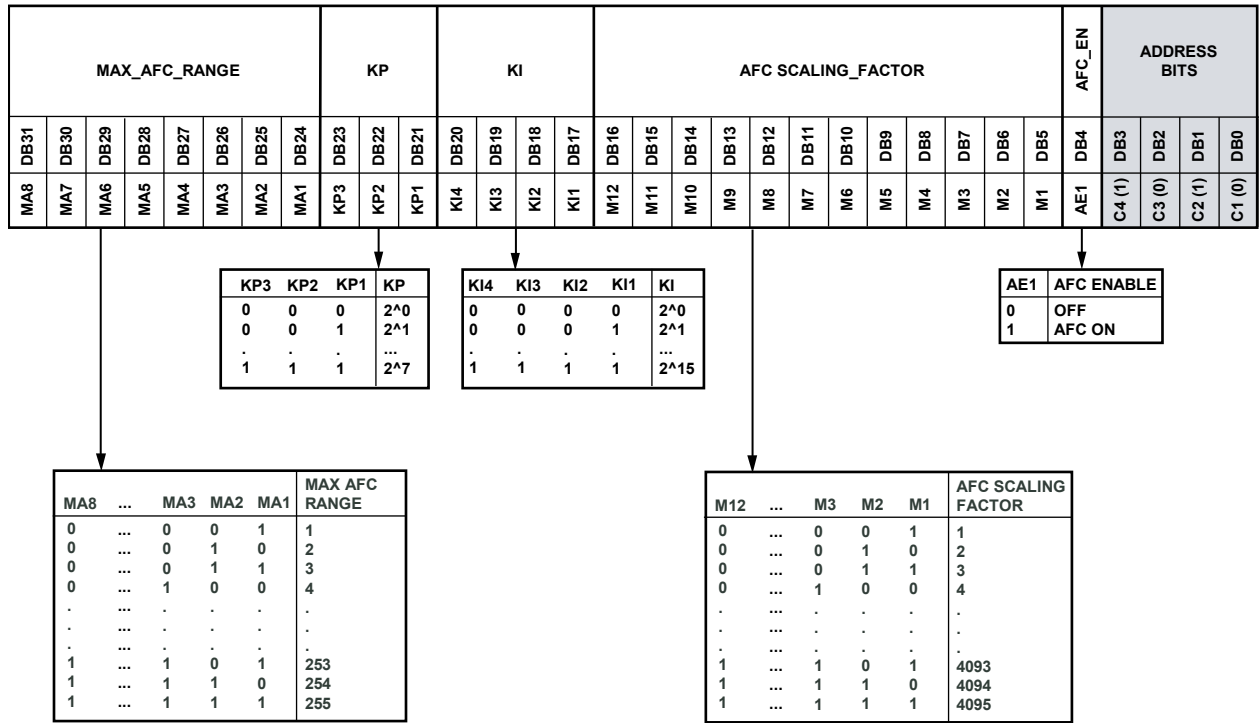 MAX_AFC_RANGE KP KI AFC SCALING_FACTOR AFC_EN ADDRESS
BITS
DB31 DB30 DB29 DB28 DB27 DB26 DB25 DB24 DB23 DB22 DB21 DB20 DB19 DB18 DB17 DB16 DB15 DB14 DB13 DB12 DB11 DB10 DB9 DB8 DB7 DB6 DB5 DB4 DB3 DB2 DB1 DB0
MA8 MA7 MA6 MA5 MA4 MA3 MA2 MA1 KP3 KP2 KP1 KI4 KI3 KI2 KI1 M12 M11 M10 M9 M8 M7 M6 M5 M4 M3 M2 M1 AE1 C4 (1) C3 (0) C2 (1) C1 (0)
KP3 KP2 KP1 KP
0 0 0 2^0
0 0 1 2^1
. . . ...
1 1 1 2^7
KI4 KI3 KI2 KI1 KI
0 0 0 0 2^0
0 0 0 1 2^1
. . . . ...
1 1 1 1 2^15
AE1 AFC ENABLE
0 OFF
1 AFC ON
MAX AFC
MA8 ... MA3 MA2 MA1 RANGE
0 ... 0 0 1 1
0 ... 0 1 0 2
0 ... 0 1 1 3
0 ... 1 0 0 4
. ... . . . .
. ... . . . .
. ... . . . .
1 ... 1 0 1 253
1 ... 1 1 0 254
1 ... 1 1 1 255
AFC SCALING
M12 ... M3 M2 M1 FACTOR
0 ... 0 0 1 1
0 ... 0 1 0 2
0 ... 0 1 1 3
0 ... 1 0 0 4
. ... . . . .
. ... . . . .
. ... . . . .
1 ... 1 0 1 4093
1 ... 1 1 0 4094
1 ... 1 1 1 4095